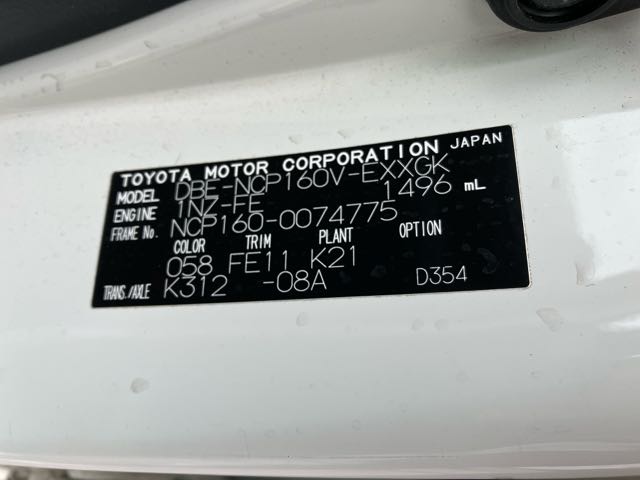 TOYOTA MOTOR CORPORATION JAPAN
MODEL DBE-NCP160V-EXXGK
ENGINE 1NZ-FE 1496 mL
FRAME No. NCP160-0074775
COLOR TRIM PLANT OPTION
058 FE11 K21
TRANS./AXLE K312 -08A D354